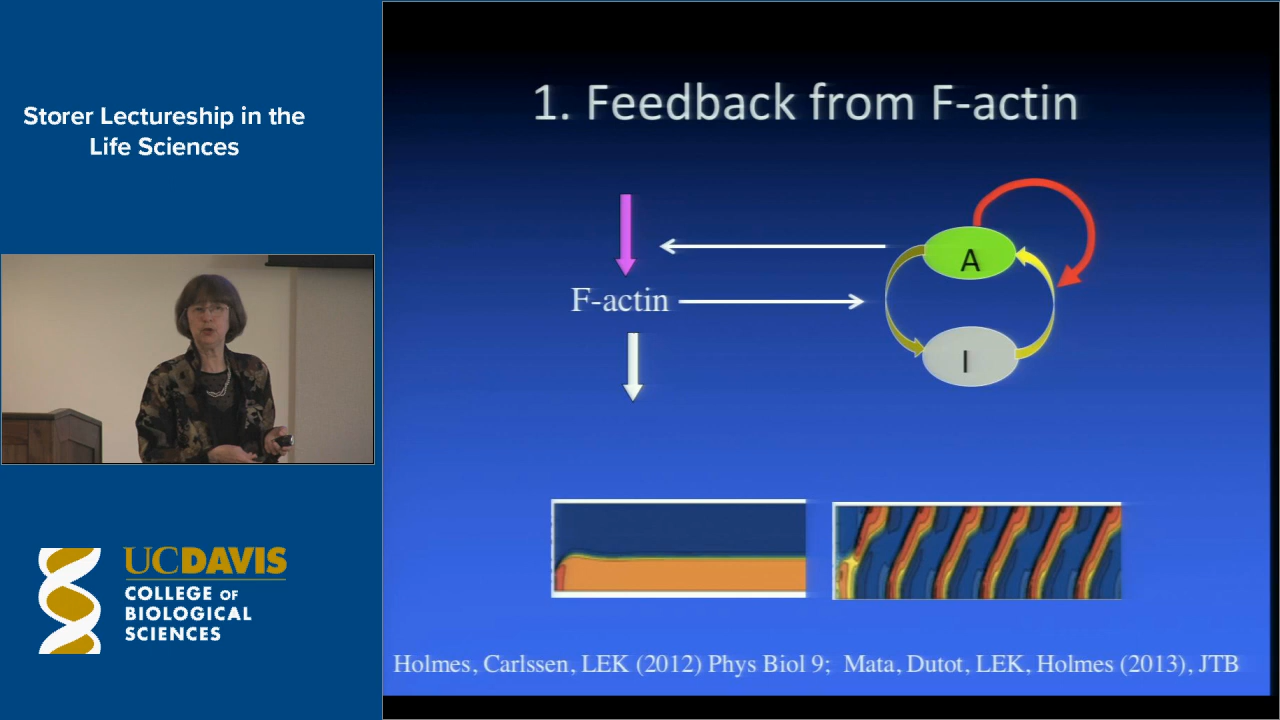 Storer Lectureship in the
Life Sciences
UCDAVIS
COLLEGE OF
BIOLOGICAL
SCIENCES
1. Feedback from F-actin
A
F-actin
I
Holmes, Carlssen, LEK (2012) Phys Biol 9; Mata, Dutot, LEK, Holmes (2013), JTB